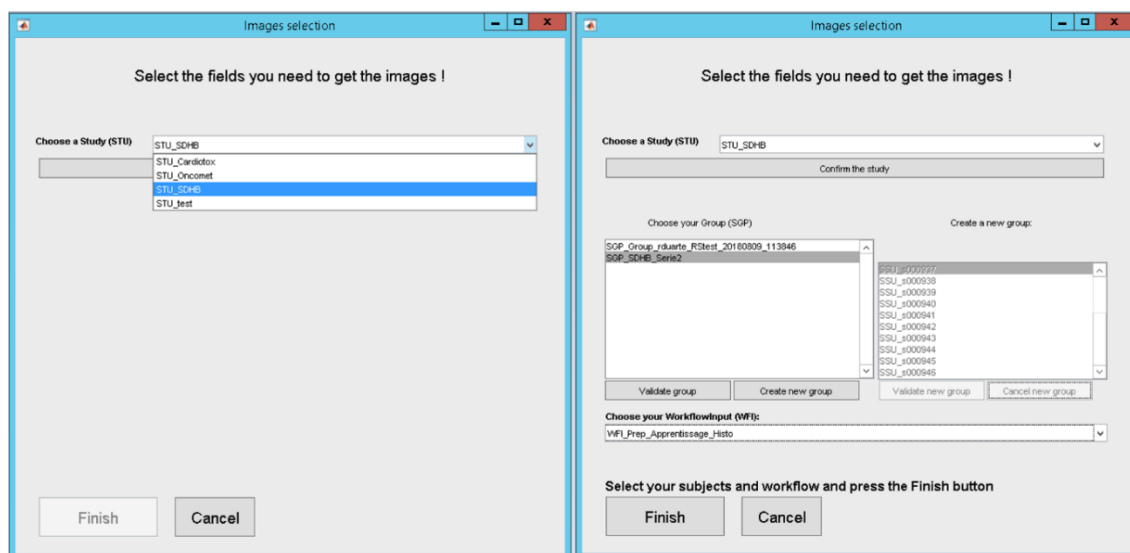 Images selection
Select the fields you need to get the images !
Choose a Study (STU)
STU_SDHB
STU_Cardiotox
STU_Oncomet
STU_SDHB
STU_test
Finish
Cancel
Images selection
Select the fields you need to get the images !
Choose a Study (STU)
STU_SDHB
Confirm the study
Choose your Group (SGP)
Create a new group:
SGP_Group_rduarte_RStest_20180809_113846
SGP_SDHB_Serie2
SSU_s000937
SSU_s000938
SSU_s000939
SSU_s000940
SSU_s000941
SSU_s000942
SSU_s000943
SSU_s000944
SSU_s000945
SSU_s000946
Validate group
Create new group
Validate new group
Cancel new group
Choose your WorkflowInput (WFI):
WFI_Prep_Apprentissage_Histo
Select your subjects and workflow and press the Finish button
Finish
Cancel